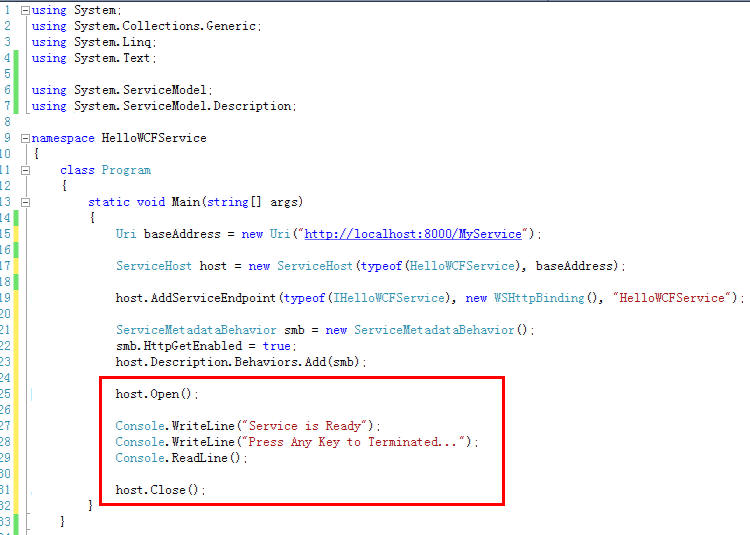 1 using System;
2 using System.Collections.Generic;
3 using System.Linq;
4 using System.Text;
5
6 using System.ServiceModel;
7 using System.ServiceModel.Description;
8
9 namespace HelloWCFService
10 {
11 class Program
12 {
13 static void Main(string[] args)
14 {
15 Uri baseAddress = new Uri("http://localhost:8000/MyService");
16
17 ServiceHost host = new ServiceHost(typeof(HelloWCFService), baseAddress);
18
19 host.AddServiceEndpoint(typeof(IHelloWCFService), new WSHttpBinding(), "HelloWCFService");
20
21 ServiceMetadataBehavior smb = new ServiceMetadataBehavior();
22 smb.HttpGetEnabled = true;
23 host.Description.Behaviors.Add(smb);
24
25 host.Open();
26
27 Console.WriteLine("Service is Ready");
28 Console.WriteLine("Press Any Key to Terminated...");
29 Console.ReadLine();
30
31 host.Close();
32 }
33 }